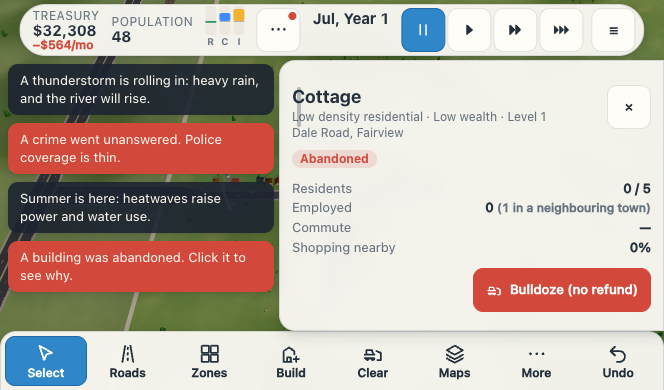 TREASURY
$32,308
−$564/mo
POPULATION
48
R C I
Jul, Year 1
A thunderstorm is rolling in: heavy rain,
and the river will rise.
A crime went unanswered. Police
coverage is thin.
Summer is here: heatwaves raise
power and water use.
A building was abandoned. Click it to
see why.
Cottage
Low density residential · Low wealth · Level 1
Dale Road, Fairview
Abandoned
Residents 0 / 5
Employed 0 (1 in a neighbouring town)
Commute —
Shopping nearby 0%
Bulldoze (no refund)
Select
Roads
Zones
Build
Clear
Maps
More
Undo